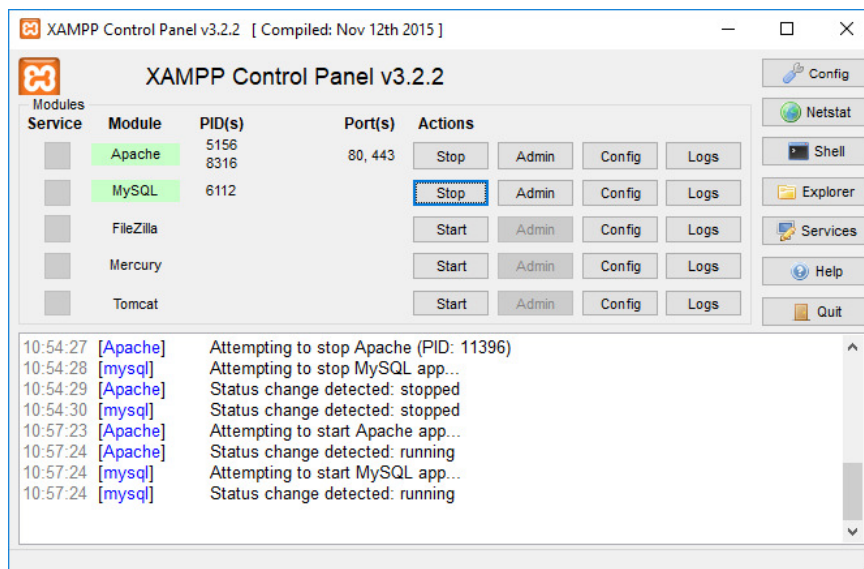 XAMPP Control Panel v3.2.2 [ Compiled: Nov 12th 2015 ]
XAMPP Control Panel v3.2.2
Config
Modules
Service Module PID(s) Port(s) Actions
Netstat
Apache 5156 8316 80, 443 Stop Admin Config Logs
Shell
MySQL 6112 Stop Admin Config Logs
Explorer
FileZilla Start Admin Config Logs
Services
Mercury Start Admin Config Logs
Help
Tomcat Start Admin Config Logs
Quit
10:54:27 [Apache] Attempting to stop Apache (PID: 11396)
10:54:28 [mysql] Attempting to stop MySQL app...
10:54:29 [Apache] Status change detected: stopped
10:54:30 [mysql] Status change detected: stopped
10:57:23 [Apache] Attempting to start Apache app...
10:57:24 [Apache] Status change detected: running
10:57:24 [mysql] Attempting to start MySQL app...
10:57:24 [mysql] Status change detected: running